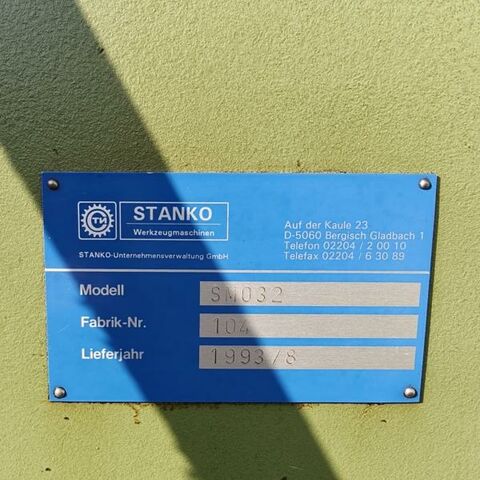 СТИ
STANKO
Werkzeugmaschinen
STANKO-Unternehmensverwaltung GmbH
Auf der Kaule 23
D-5060 Bergisch Gladbach 1
Telefon 02204 / 2 00 10
Telefax 02204 / 6 30 89
Modell SM032
Fabrik-Nr. 104
Lieferjahr 1993/8